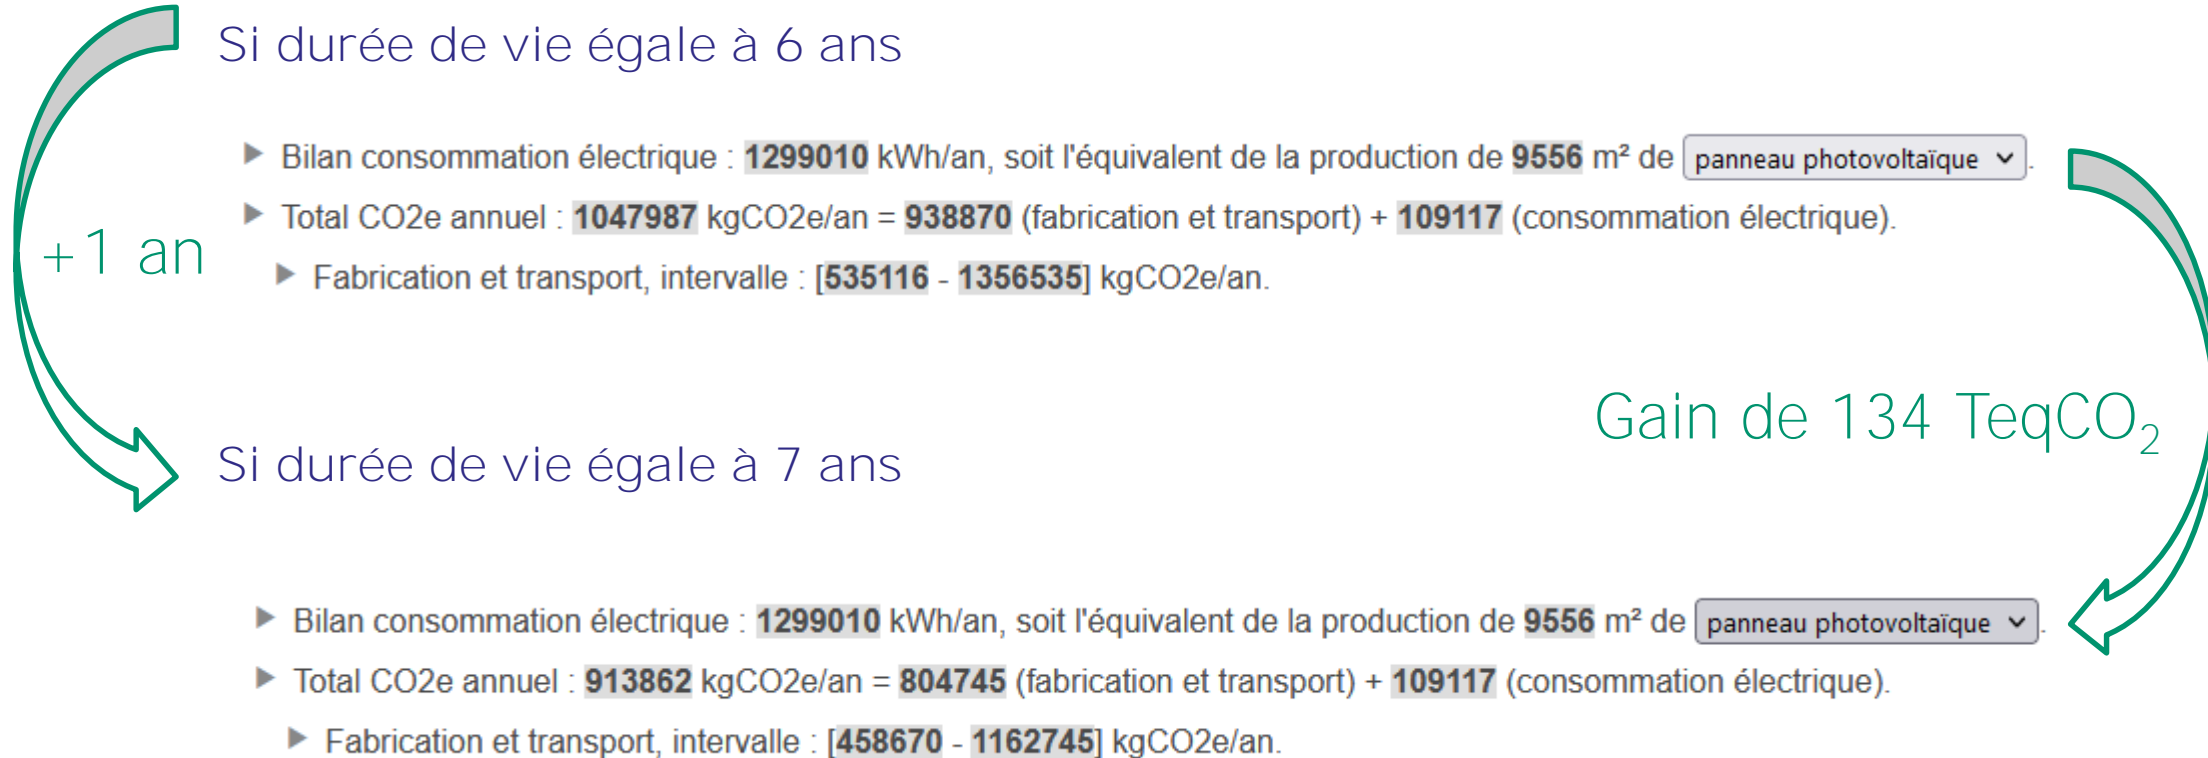 Si durée de vie égale à 6 ans
▶ Bilan consommation électrique : 1299010 kWh/an, soit l'équivalent de la production de 9556 m² de panneau photovoltaïque.
▶ Total CO2e annuel : 1047987 kgCO2e/an = 938870 (fabrication et transport) + 109117 (consommation électrique).
+1 an
▶ Fabrication et transport, intervalle : [535116 - 1356535] kgCO2e/an.
Gain de 134 TeqCO₂
Si durée de vie égale à 7 ans
▶ Bilan consommation électrique : 1299010 kWh/an, soit l'équivalent de la production de 9556 m² de panneau photovoltaïque.
▶ Total CO2e annuel : 913862 kgCO2e/an = 804745 (fabrication et transport) + 109117 (consommation électrique).
▶ Fabrication et transport, intervalle : [458670 - 1162745] kgCO2e/an.